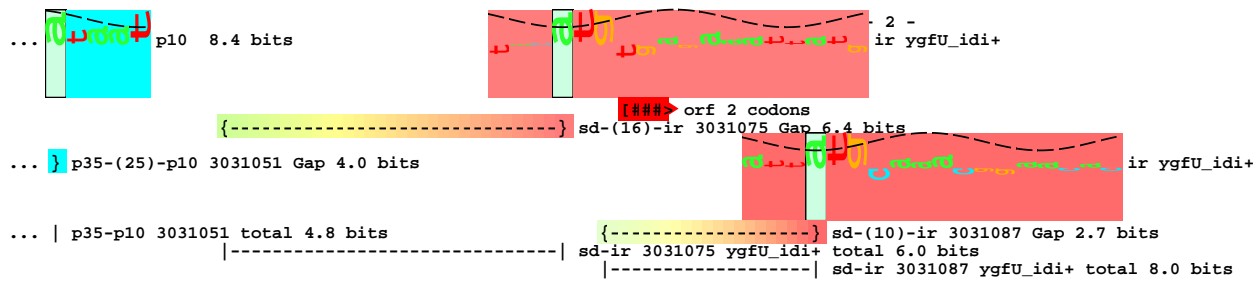 - 2 -
... p10 8.4 bits
ir ygfU_idi+
[###> orf 2 codons
{--------------------------------} sd-(16)-ir 3031075 Gap 6.4 bits
... } p35-(25)-p10 3031051 Gap 4.0 bits
ir ygfU_idi+
... | p35-p10 3031051 total 4.8 bits
{-------------------} sd-(10)-ir 3031087 Gap 2.7 bits
|--------------------------------| sd-ir 3031075 ygfU_idi+ total 6.0 bits
|-------------------| sd-ir 3031087 ygfU_idi+ total 8.0 bits